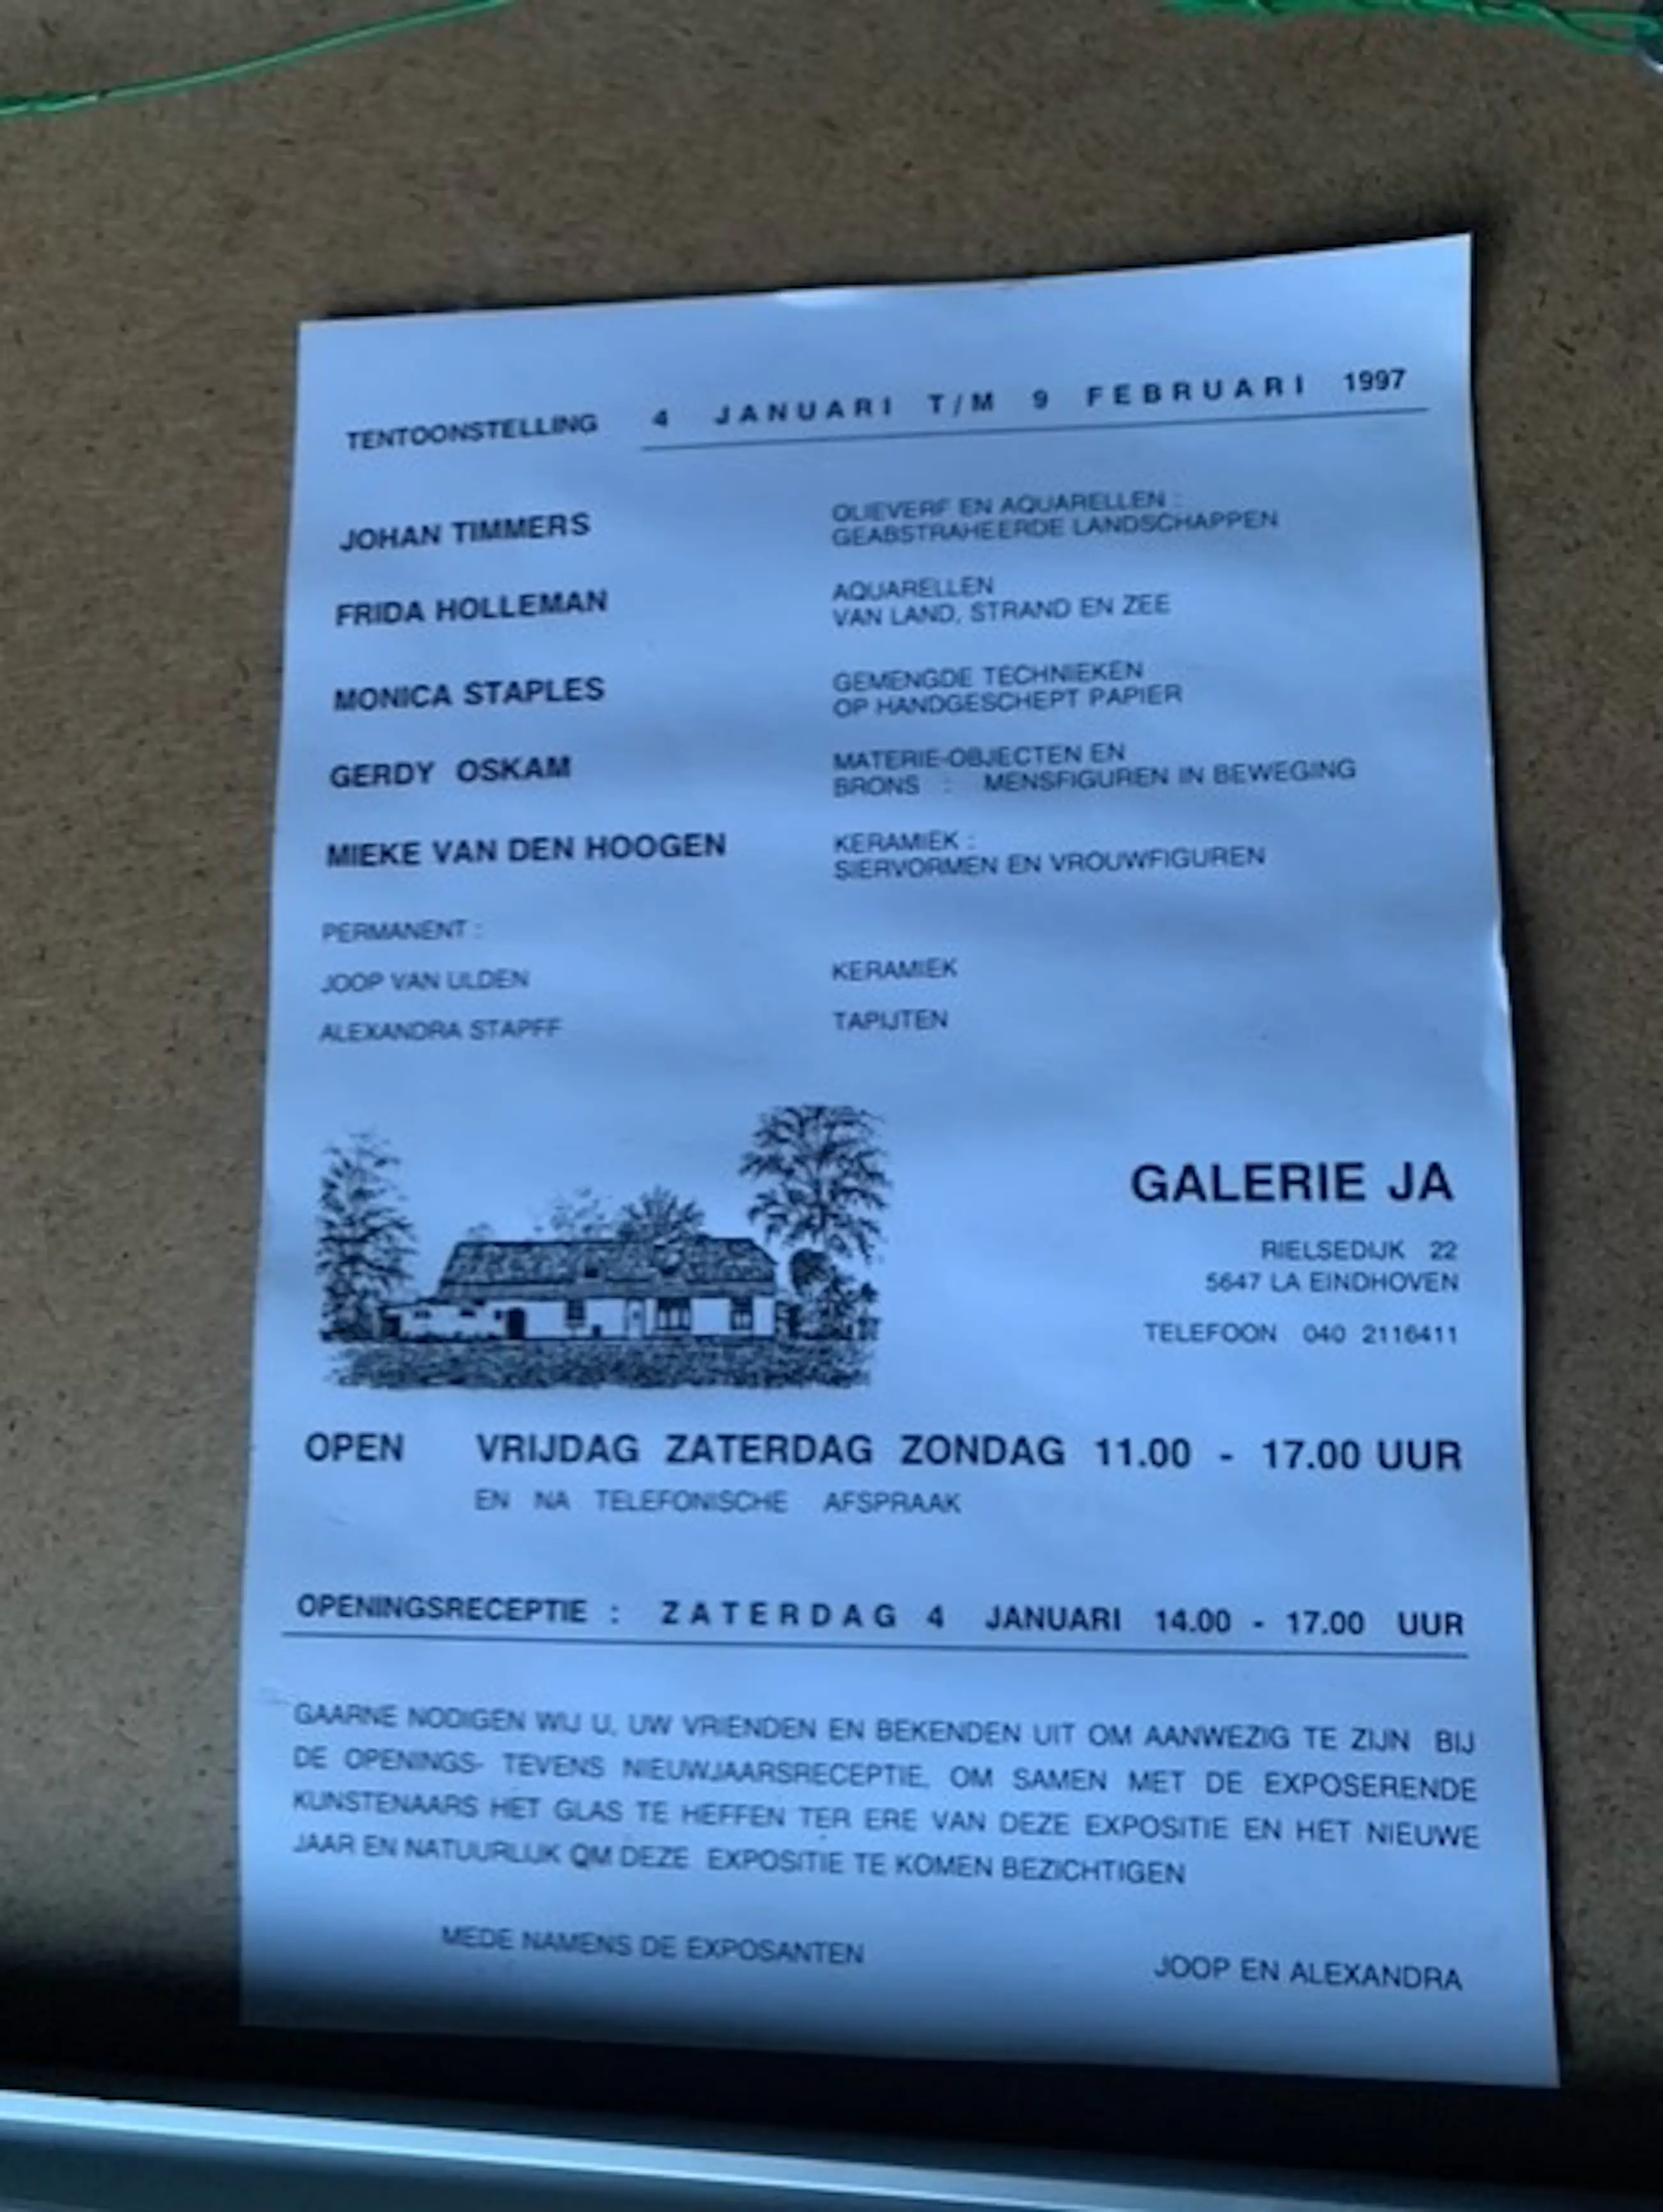 TENTOONSTELLING 4 JANUARI T/M 9 FEBRUARI 1997
JOHAN TIMMERS
OLIEVERF EN AQUARELLEN :
GEABSTRAHEERDE LANDSCHAPPEN
FRIDA HOLLEMAN
AQUARELLEN
VAN LAND, STRAND EN ZEE
MONICA STAPLES
GEMENGDE TECHNIEKEN
OP HANDGESCHEPT PAPIER
GERDY OSKAM
MATERIE-OBJECTEN EN
BRONS : MENSFIGUREN IN BEWEGING
MIEKE VAN DEN HOOGEN
KERAMIEK :
SIERVORMEN EN VROUWFIGUREN
PERMANENT :
JOOP VAN ULDEN KERAMIEK
ALEXANDRA STAPFF TAPIJTEN
GALERIE JA
RIELSEDIJK 22
5647 LA EINDHOVEN
TELEFOON 040 2116411
OPEN VRIJDAG ZATERDAG ZONDAG 11.00 - 17.00 UUR
EN NA TELEFONISCHE AFSPRAAK
OPENINGSRECEPTIE : ZATERDAG 4 JANUARI 14.00 - 17.00 UUR
GAARNE NODIGEN WIJ U, UW VRIENDEN EN BEKENDEN UIT OM AANWEZIG TE ZIJN BIJ
DE OPENINGS- TEVENS NIEUWJAARSRECEPTIE, OM SAMEN MET DE EXPOSERENDE
KUNSTENAARS HET GLAS TE HEFFEN TER ERE VAN DEZE EXPOSITIE EN HET NIEUWE
JAAR EN NATUURLIJK OM DEZE EXPOSITIE TE KOMEN BEZICHTIGEN
MEDE NAMENS DE EXPOSANTEN
JOOP EN ALEXANDRA